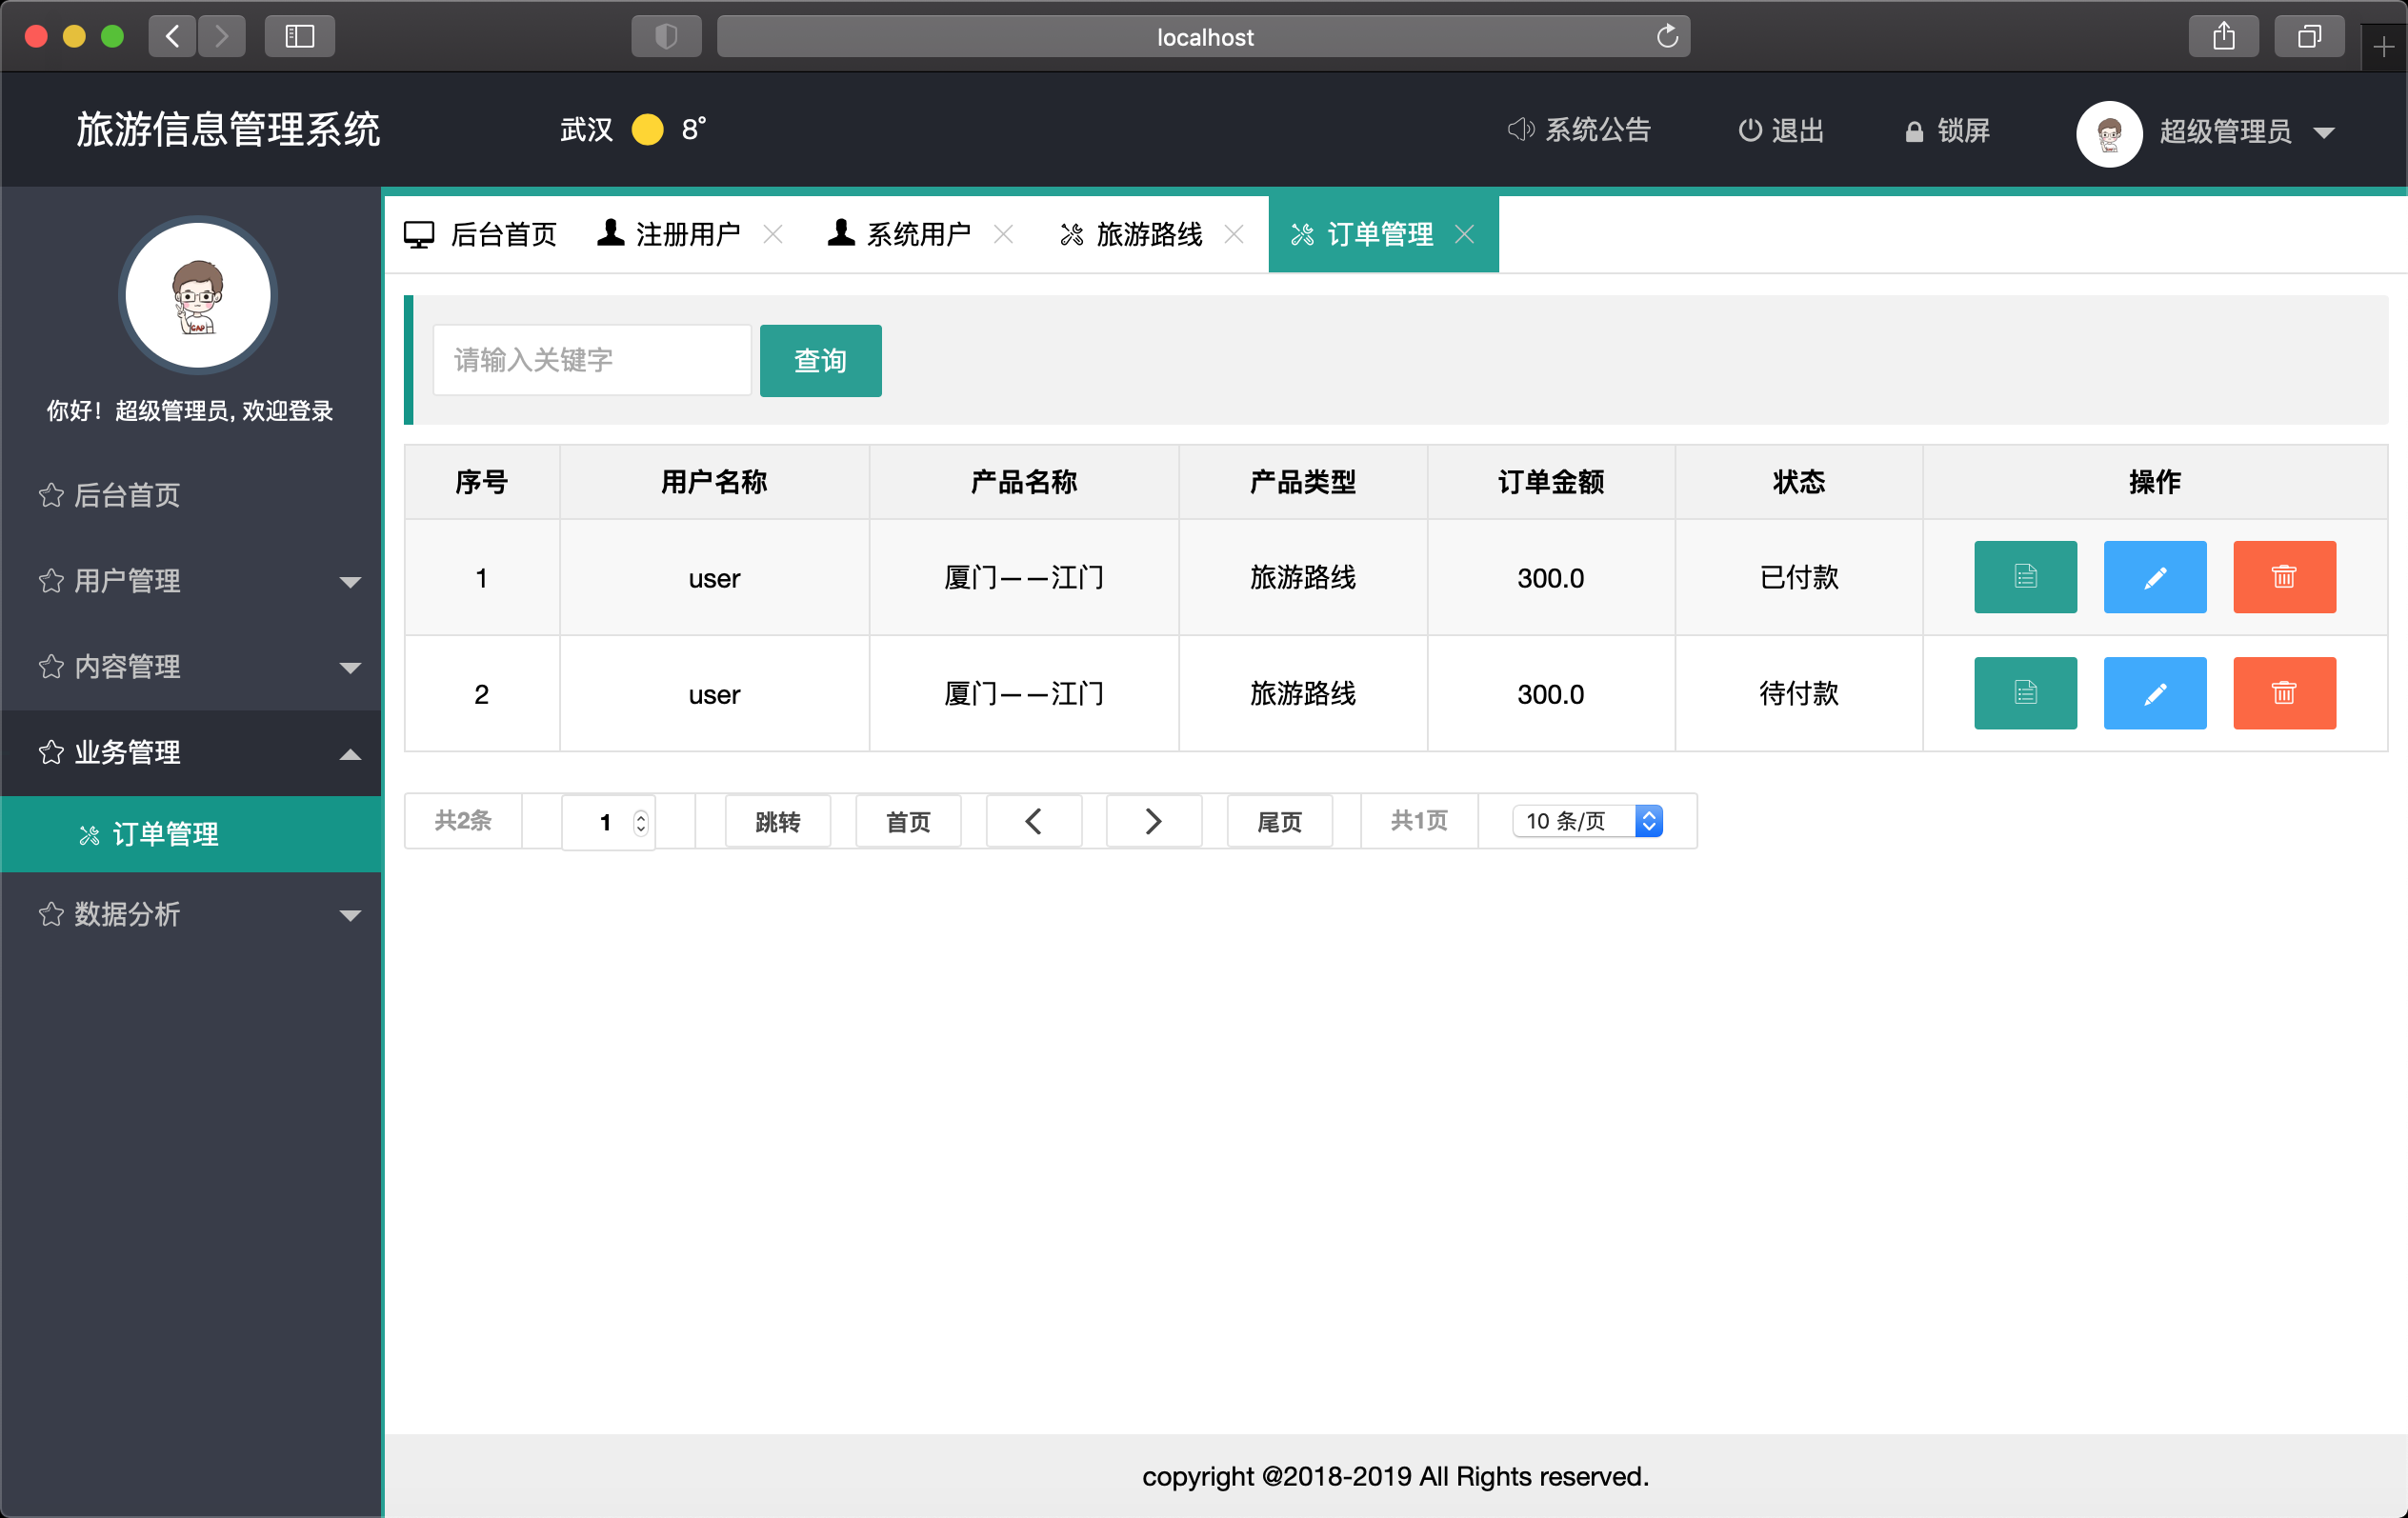 localhost
旅游信息管理系统
武汉 8°
系统公告
退出
锁屏
超级管理员
GAP
你好！超级管理员, 欢迎登录
后台首页
用户管理
内容管理
业务管理
订单管理
数据分析
后台首页
注册用户
系统用户
旅游路线
订单管理
请输入关键字
查询
序号 用户名称 产品名称 产品类型 订单金额 状态 操作
1 user 厦门——江门 旅游路线 300.0 已付款
2 user 厦门——江门 旅游路线 300.0 待付款
共2条 1 跳转 首页 尾页 共1页 10 条/页
copyright @2018-2019 All Rights reserved.